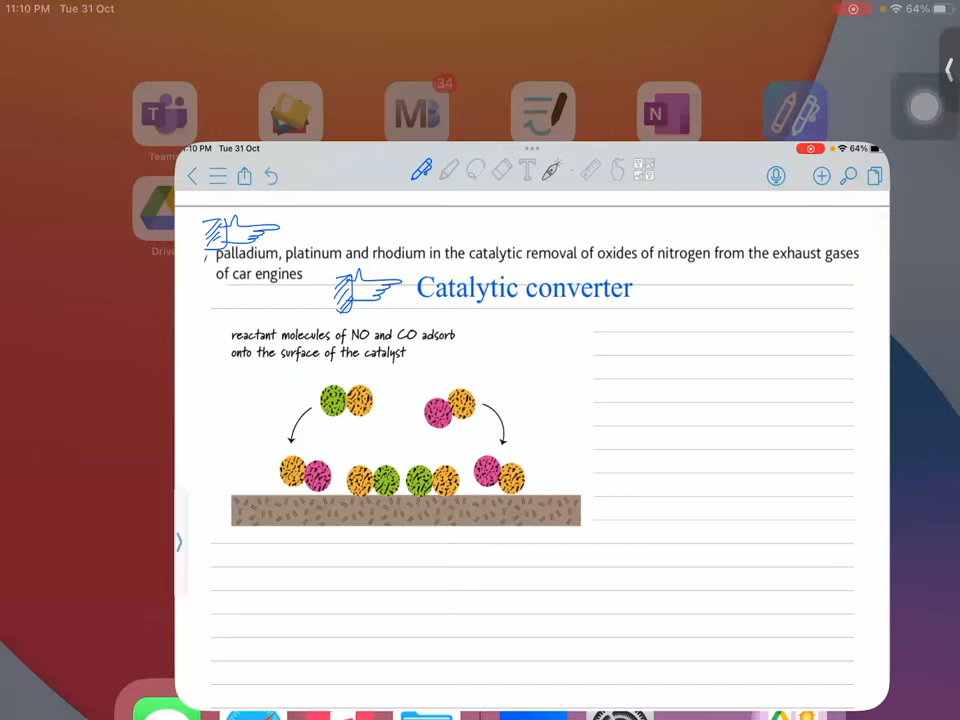 11:10 PM Tue 31 Oct
64%
34
MB
T
N
Team
Drive
:10 PM Tue 31 Oct
64%
T
palladium, platinum and rhodium in the catalytic removal of oxides of nitrogen from the exhaust gases
of car engines
Catalytic converter
reactant molecules of NO and CO adsorb
onto the surface of the catalyst